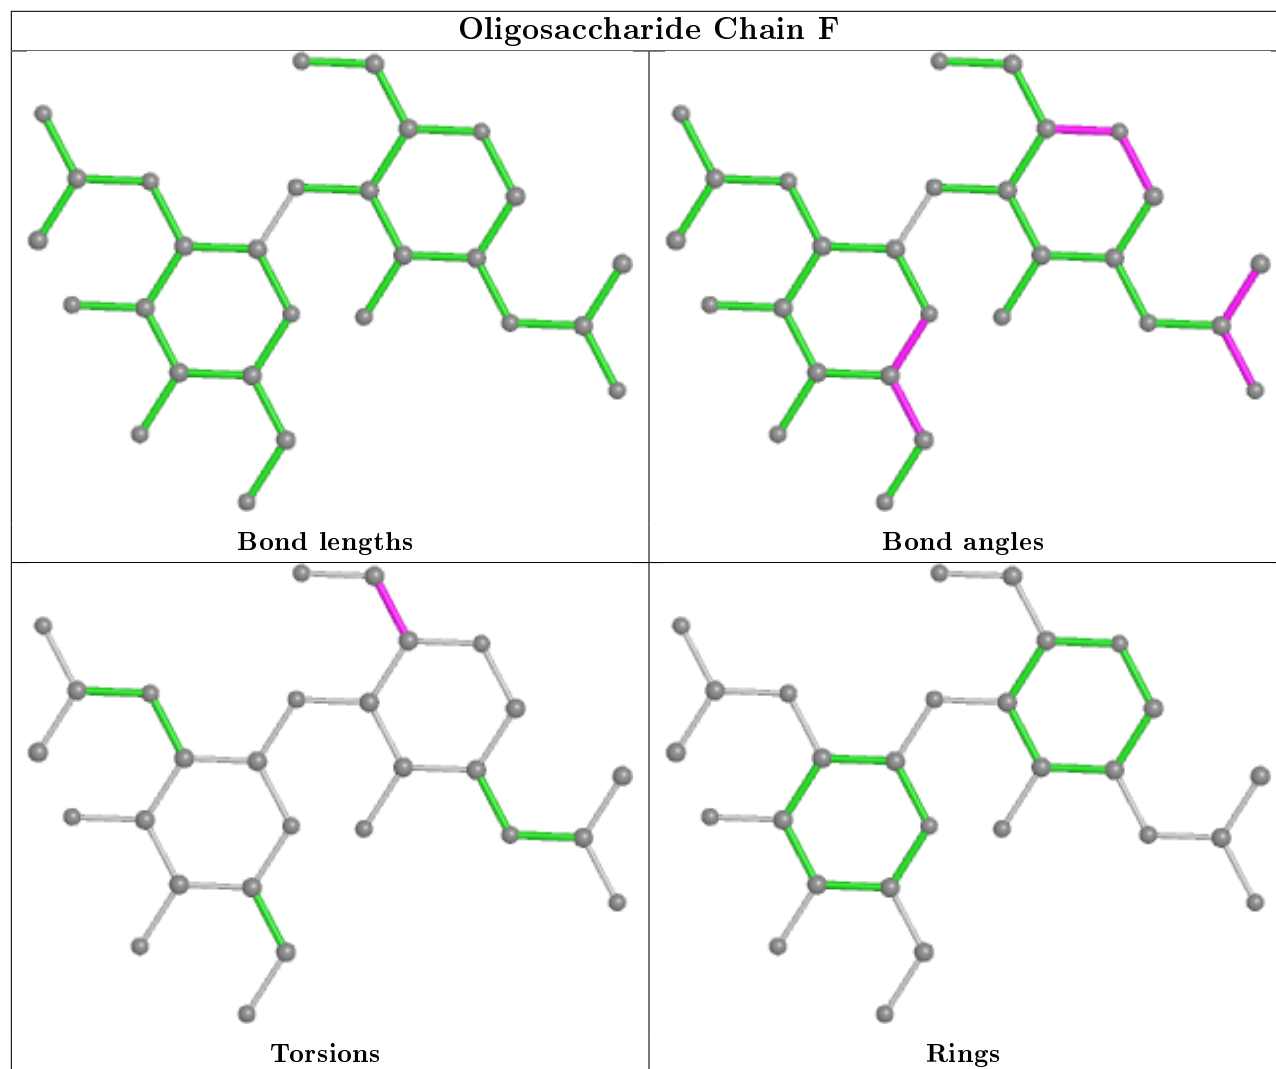 Oligosaccharide Chain F
Bond lengths
Bond angles
Torsions
Rings